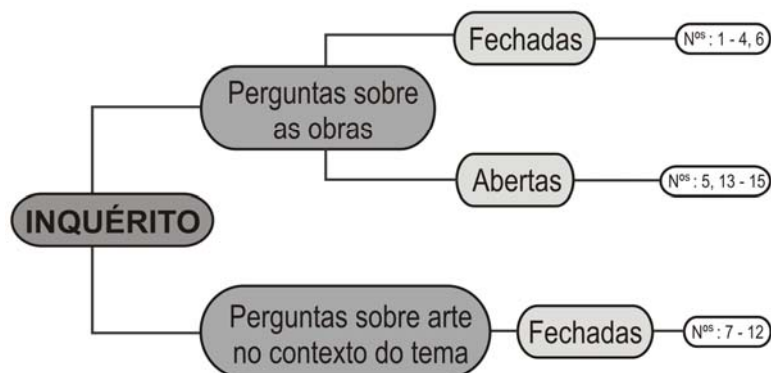 Fechadas
Nºˢ : 1 - 4, 6
Perguntas sobre
as obras
Abertas
Nºˢ : 5, 13 - 15
INQUÉRITO
Perguntas sobre arte
no contexto do tema
Fechadas
Nºˢ : 7 - 12